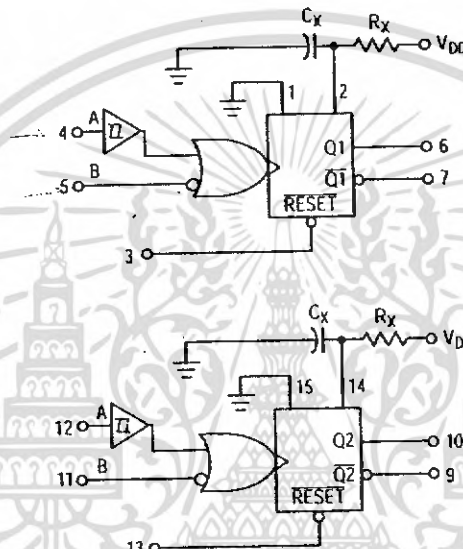 Cx Rx VDD
1 2
4 A
5 B
Q1 6
Q1 7
RESET
3
Cx Rx VD
15 14
12 A
11 B
Q2 10
Q2 9
RESET
13